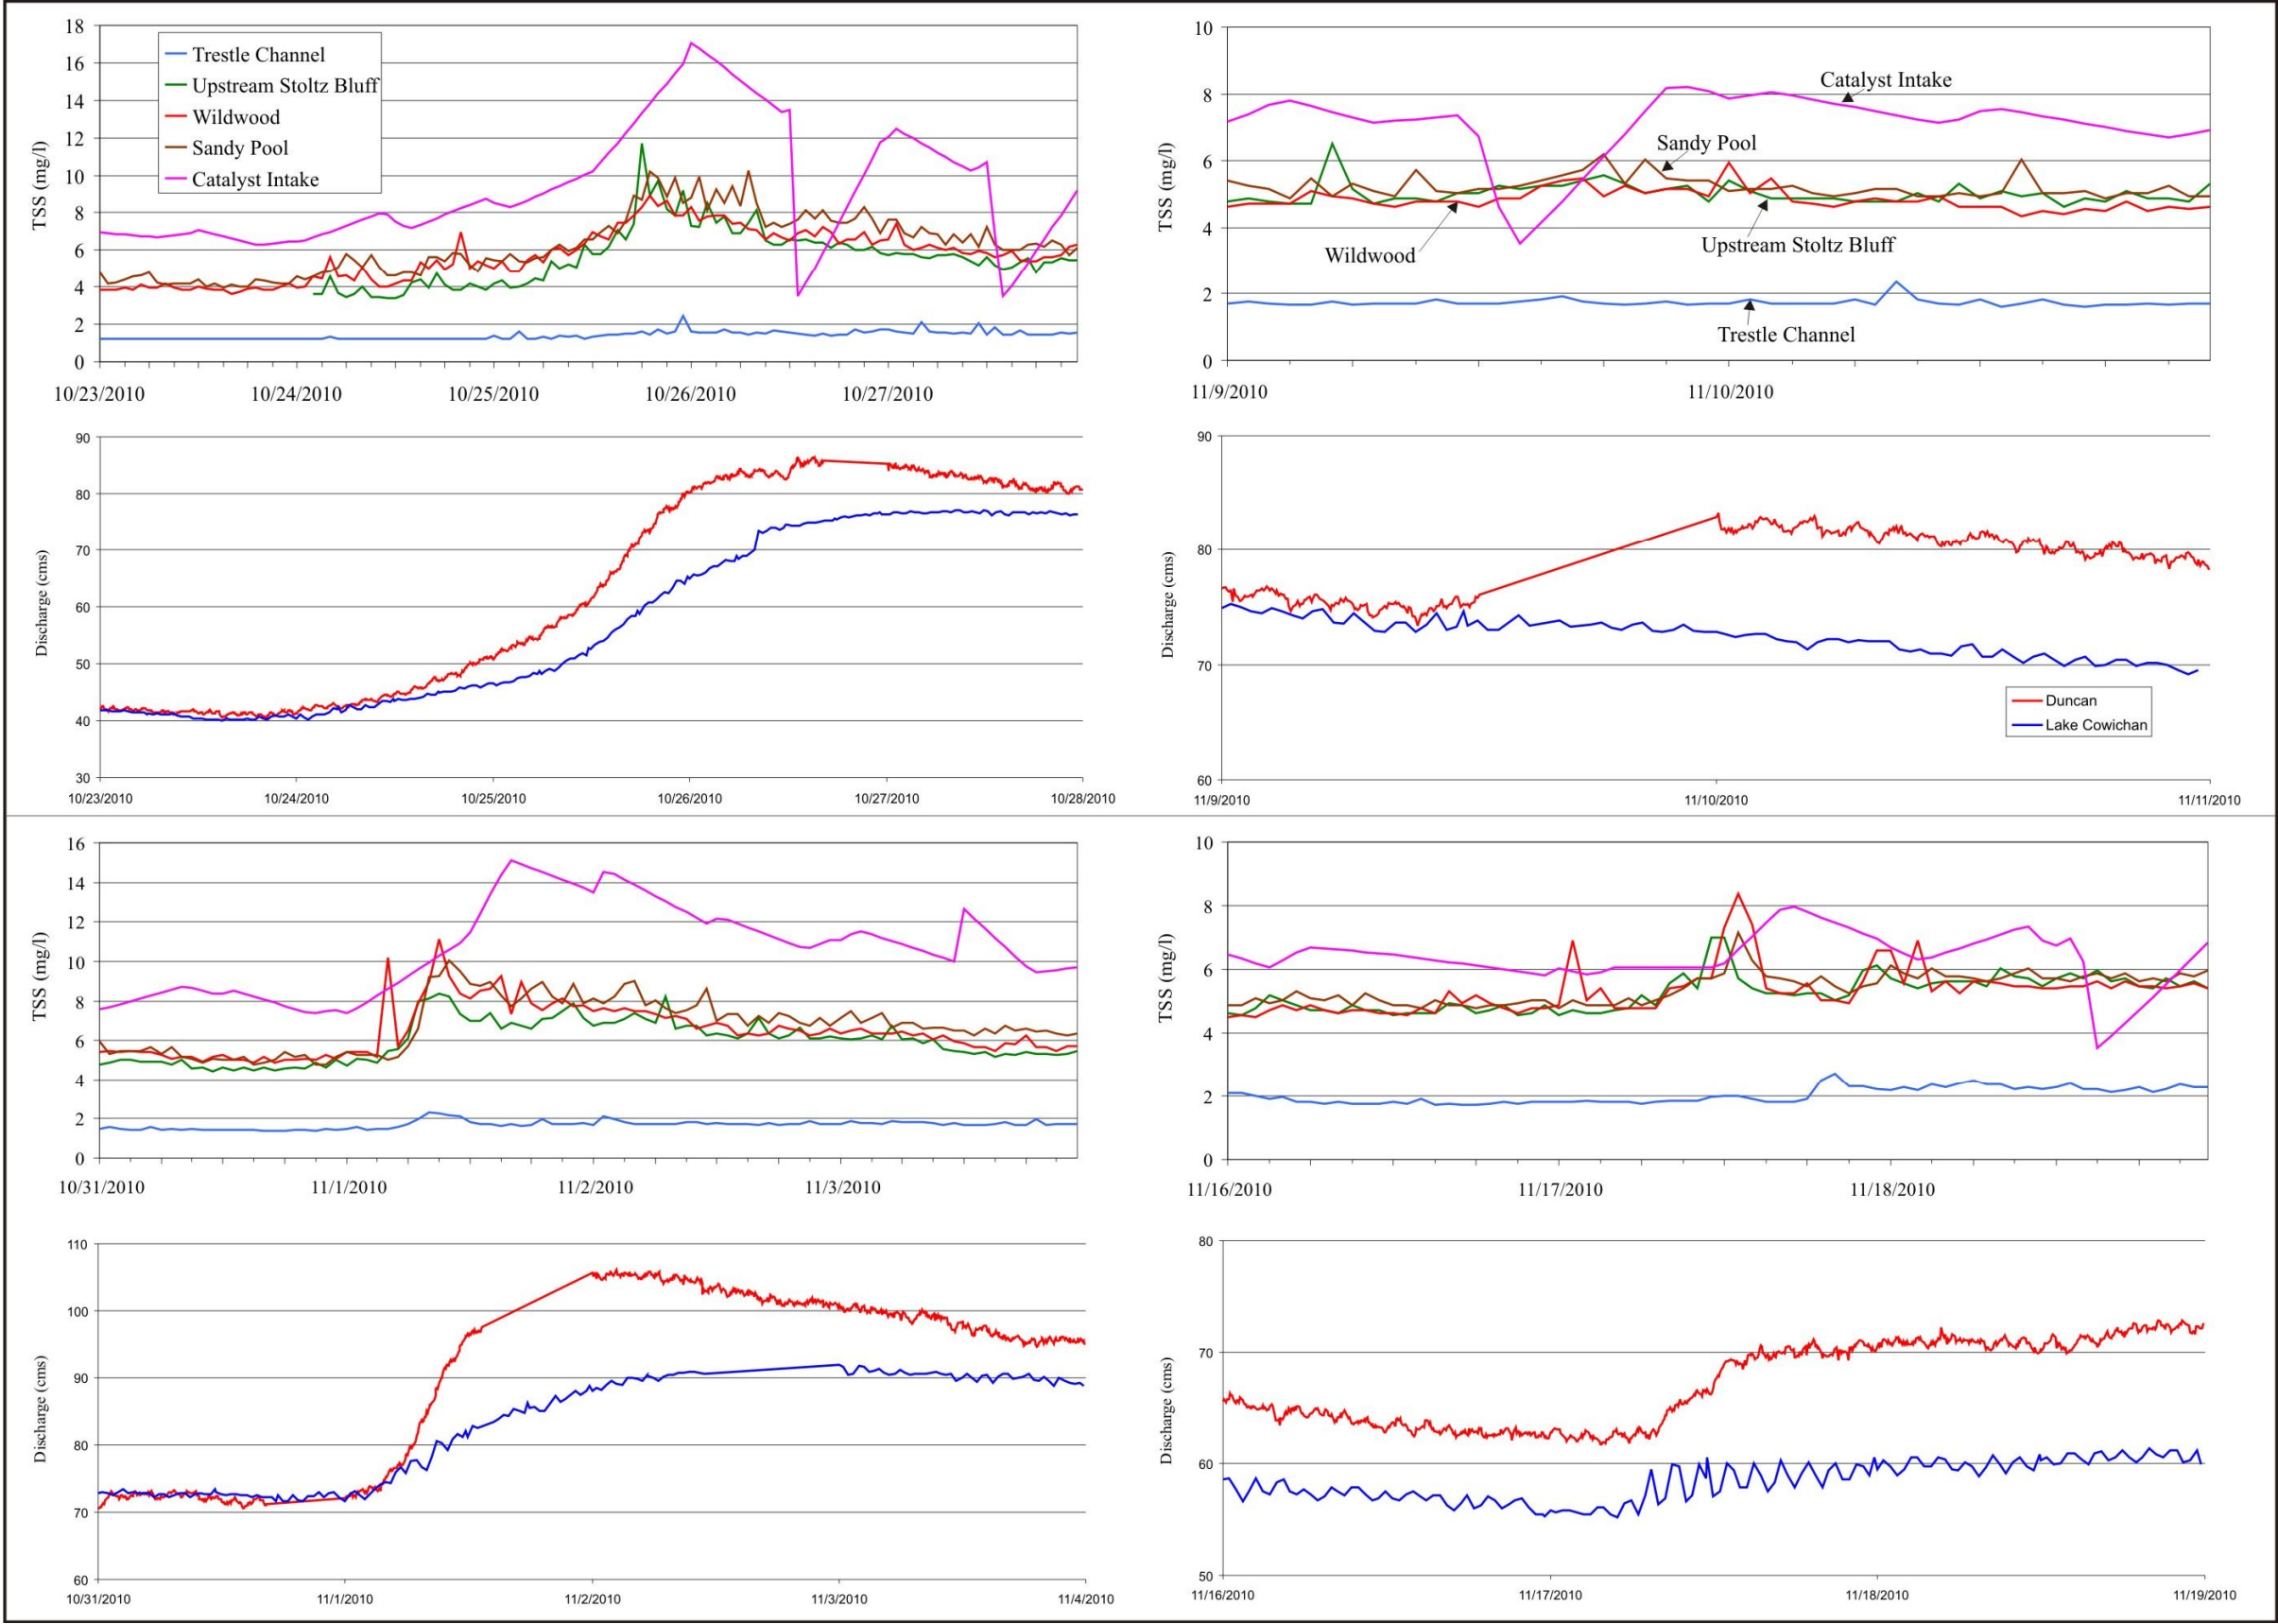 18
16
14
12
10
8
6
4
2
0
TSS (mg/l)
Trestle Channel
Upstream Stoltz Bluff
Wildwood
Sandy Pool
Catalyst Intake
10/23/2010 10/24/2010 10/25/2010 10/26/2010 10/27/2010
10
8
6
4
2
0
TSS (mg/l)
Catalyst Intake
Sandy Pool
Wildwood
Upstream Stoltz Bluff
Trestle Channel
11/9/2010 11/10/2010
90
80
70
60
50
40
30
Discharge (cms)
10/23/2010 10/24/2010 10/25/2010 10/26/2010 10/27/2010 10/28/2010
90
80
70
60
Discharge (cms)
Duncan
Lake Cowichan
11/9/2010 11/10/2010 11/11/2010
16
14
12
10
8
6
4
2
0
TSS (mg/l)
10/31/2010 11/1/2010 11/2/2010 11/3/2010
10
8
6
4
2
0
TSS (mg/l)
11/16/2010 11/17/2010 11/18/2010
110
100
90
80
70
60
Discharge (cms)
10/31/2010 11/1/2010 11/2/2010 11/3/2010 11/4/2010
80
70
60
50
Discharge (cms)
11/16/2010 11/17/2010 11/18/2010 11/19/2010